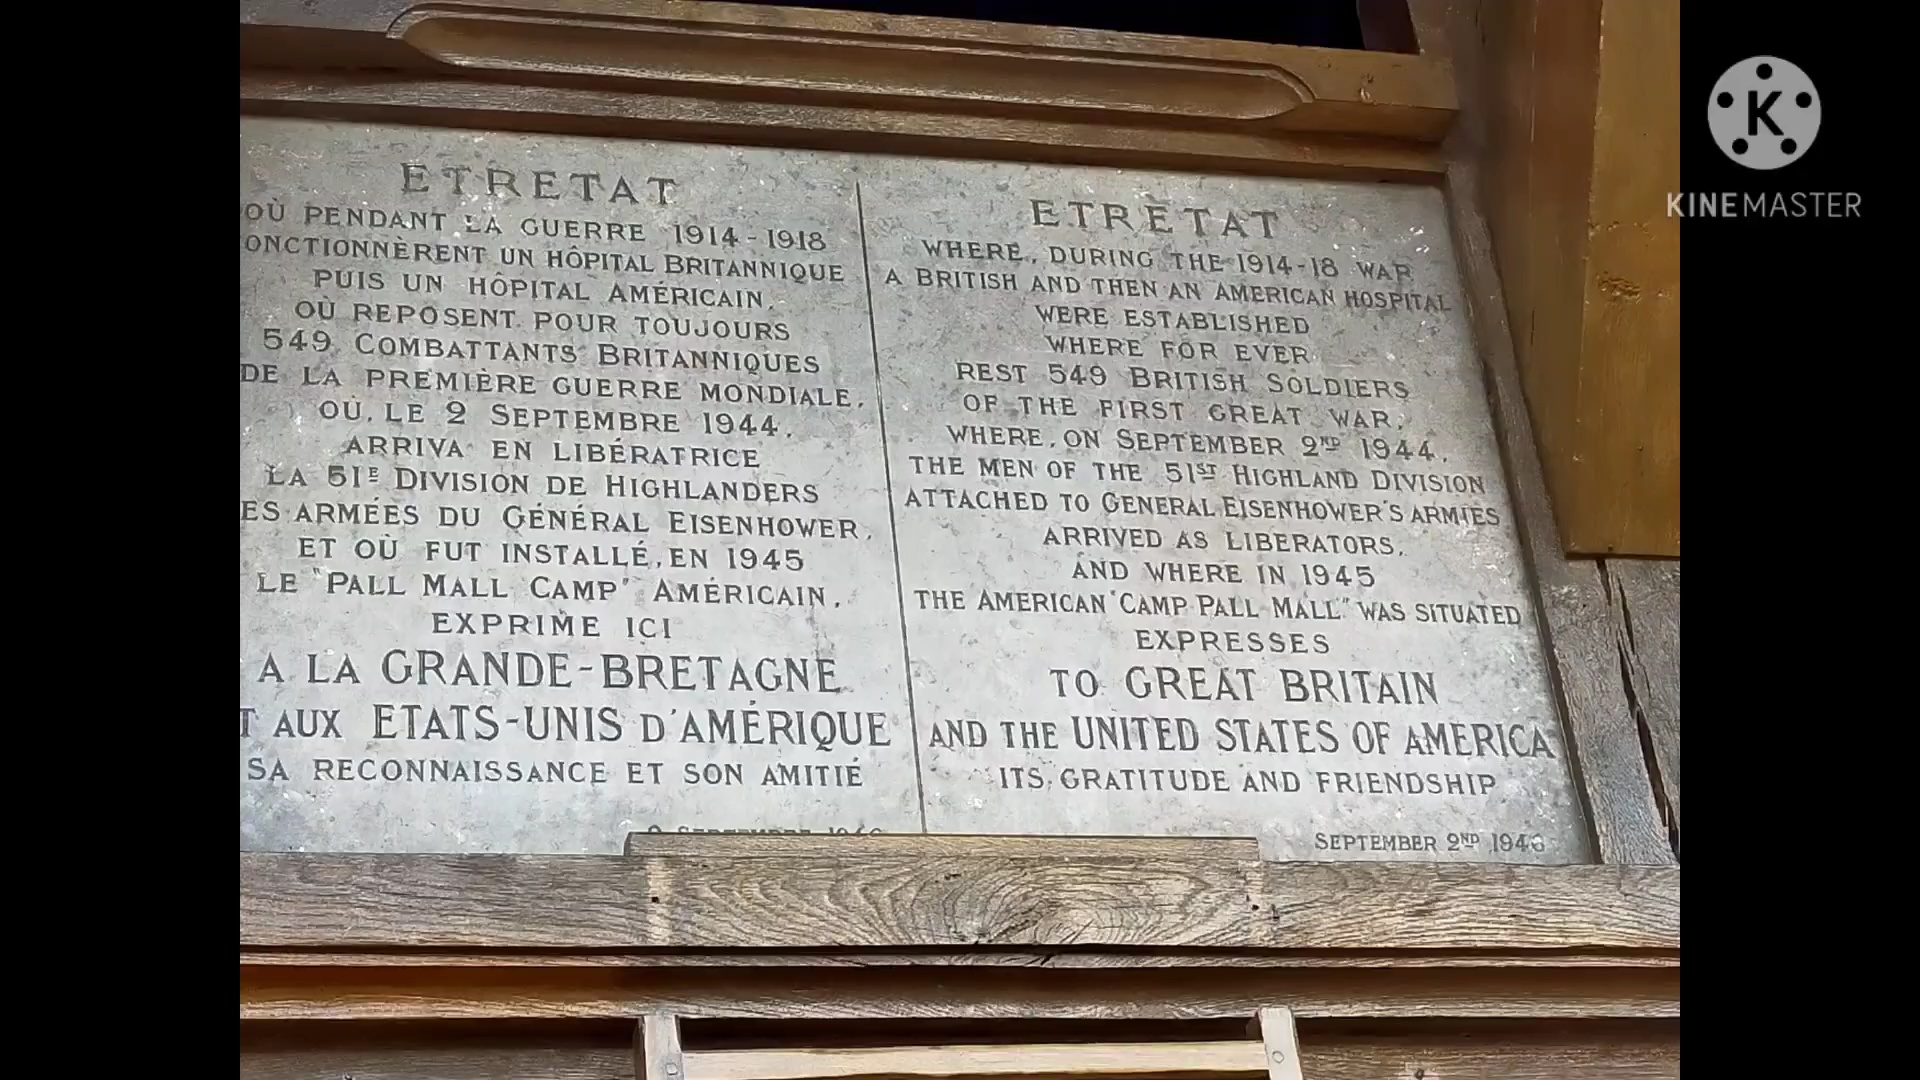 ETRETAT
OÙ PENDANT LA GUERRE 1914-1918
ONCTIONNÈRENT UN HÔPITAL BRITANNIQUE
PUIS UN HÔPITAL AMÉRICAIN,
OÙ REPOSENT POUR TOUJOURS
549 COMBATTANTS BRITANNIQUES
DE LA PREMIÈRE GUERRE MONDIALE,
OÙ, LE 2 SEPTEMBRE 1944,
ARRIVA EN LIBÉRATRICE
LA 51E DIVISION DE HIGHLANDERS
ES ARMÉES DU GÉNÉRAL EISENHOWER,
ET OÙ FUT INSTALLÉ, EN 1945
LE "PALL MALL CAMP" AMÉRICAIN,
EXPRIME ICI
A LA GRANDE-BRETAGNE
T AUX ETATS-UNIS D'AMÉRIQUE
SA RECONNAISSANCE ET SON AMITIÉ
2 SEPTEMBRE
ETRETAT
WHERE, DURING THE 1914-18 WAR
A BRITISH AND THEN AN AMERICAN HOSPITAL
WERE ESTABLISHED
WHERE FOR EVER
REST 549 BRITISH SOLDIERS
OF THE FIRST GREAT WAR,
WHERE, ON SEPTEMBER 2ND 1944,
THE MEN OF THE 51ST HIGHLAND DIVISION
ATTACHED TO GENERAL EISENHOWER'S ARMIES
ARRIVED AS LIBERATORS,
AND WHERE IN 1945
THE AMERICAN "CAMP PALL MALL" WAS SITUATED
EXPRESSES
TO GREAT BRITAIN
AND THE UNITED STATES OF AMERICA
ITS GRATITUDE AND FRIENDSHIP
SEPTEMBER 2ND 1946
K
KINEMASTER